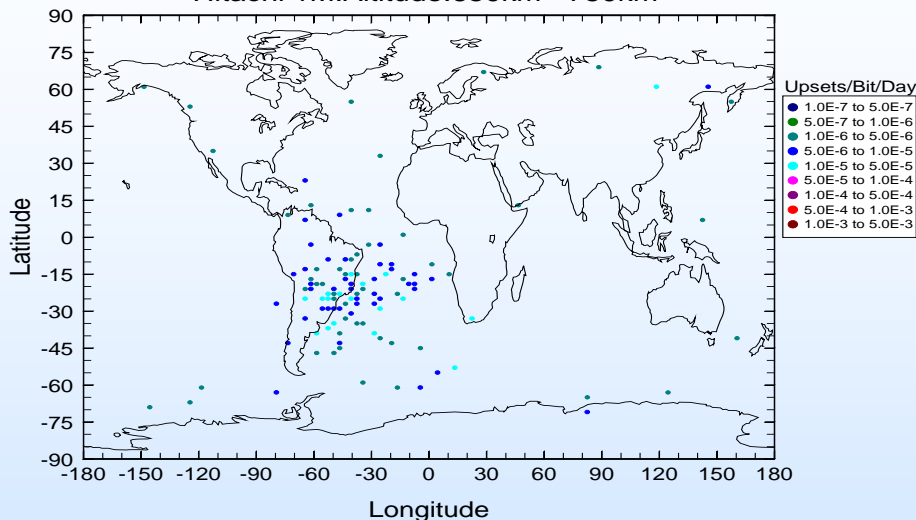 Upsets/Bit/Day
1.0E-7 to 5.0E-7
5.0E-7 to 1.0E-6
1.0E-6 to 5.0E-6
5.0E-6 to 1.0E-5
1.0E-5 to 5.0E-5
5.0E-5 to 1.0E-4
1.0E-4 to 5.0E-4
5.0E-4 to 1.0E-3
1.0E-3 to 5.0E-3
Latitude
90
75
60
45
30
15
0
-15
-30
-45
-60
-75
-90
-180 -150 -120 -90 -60 -30 0 30 60 90 120 150 180
Longitude